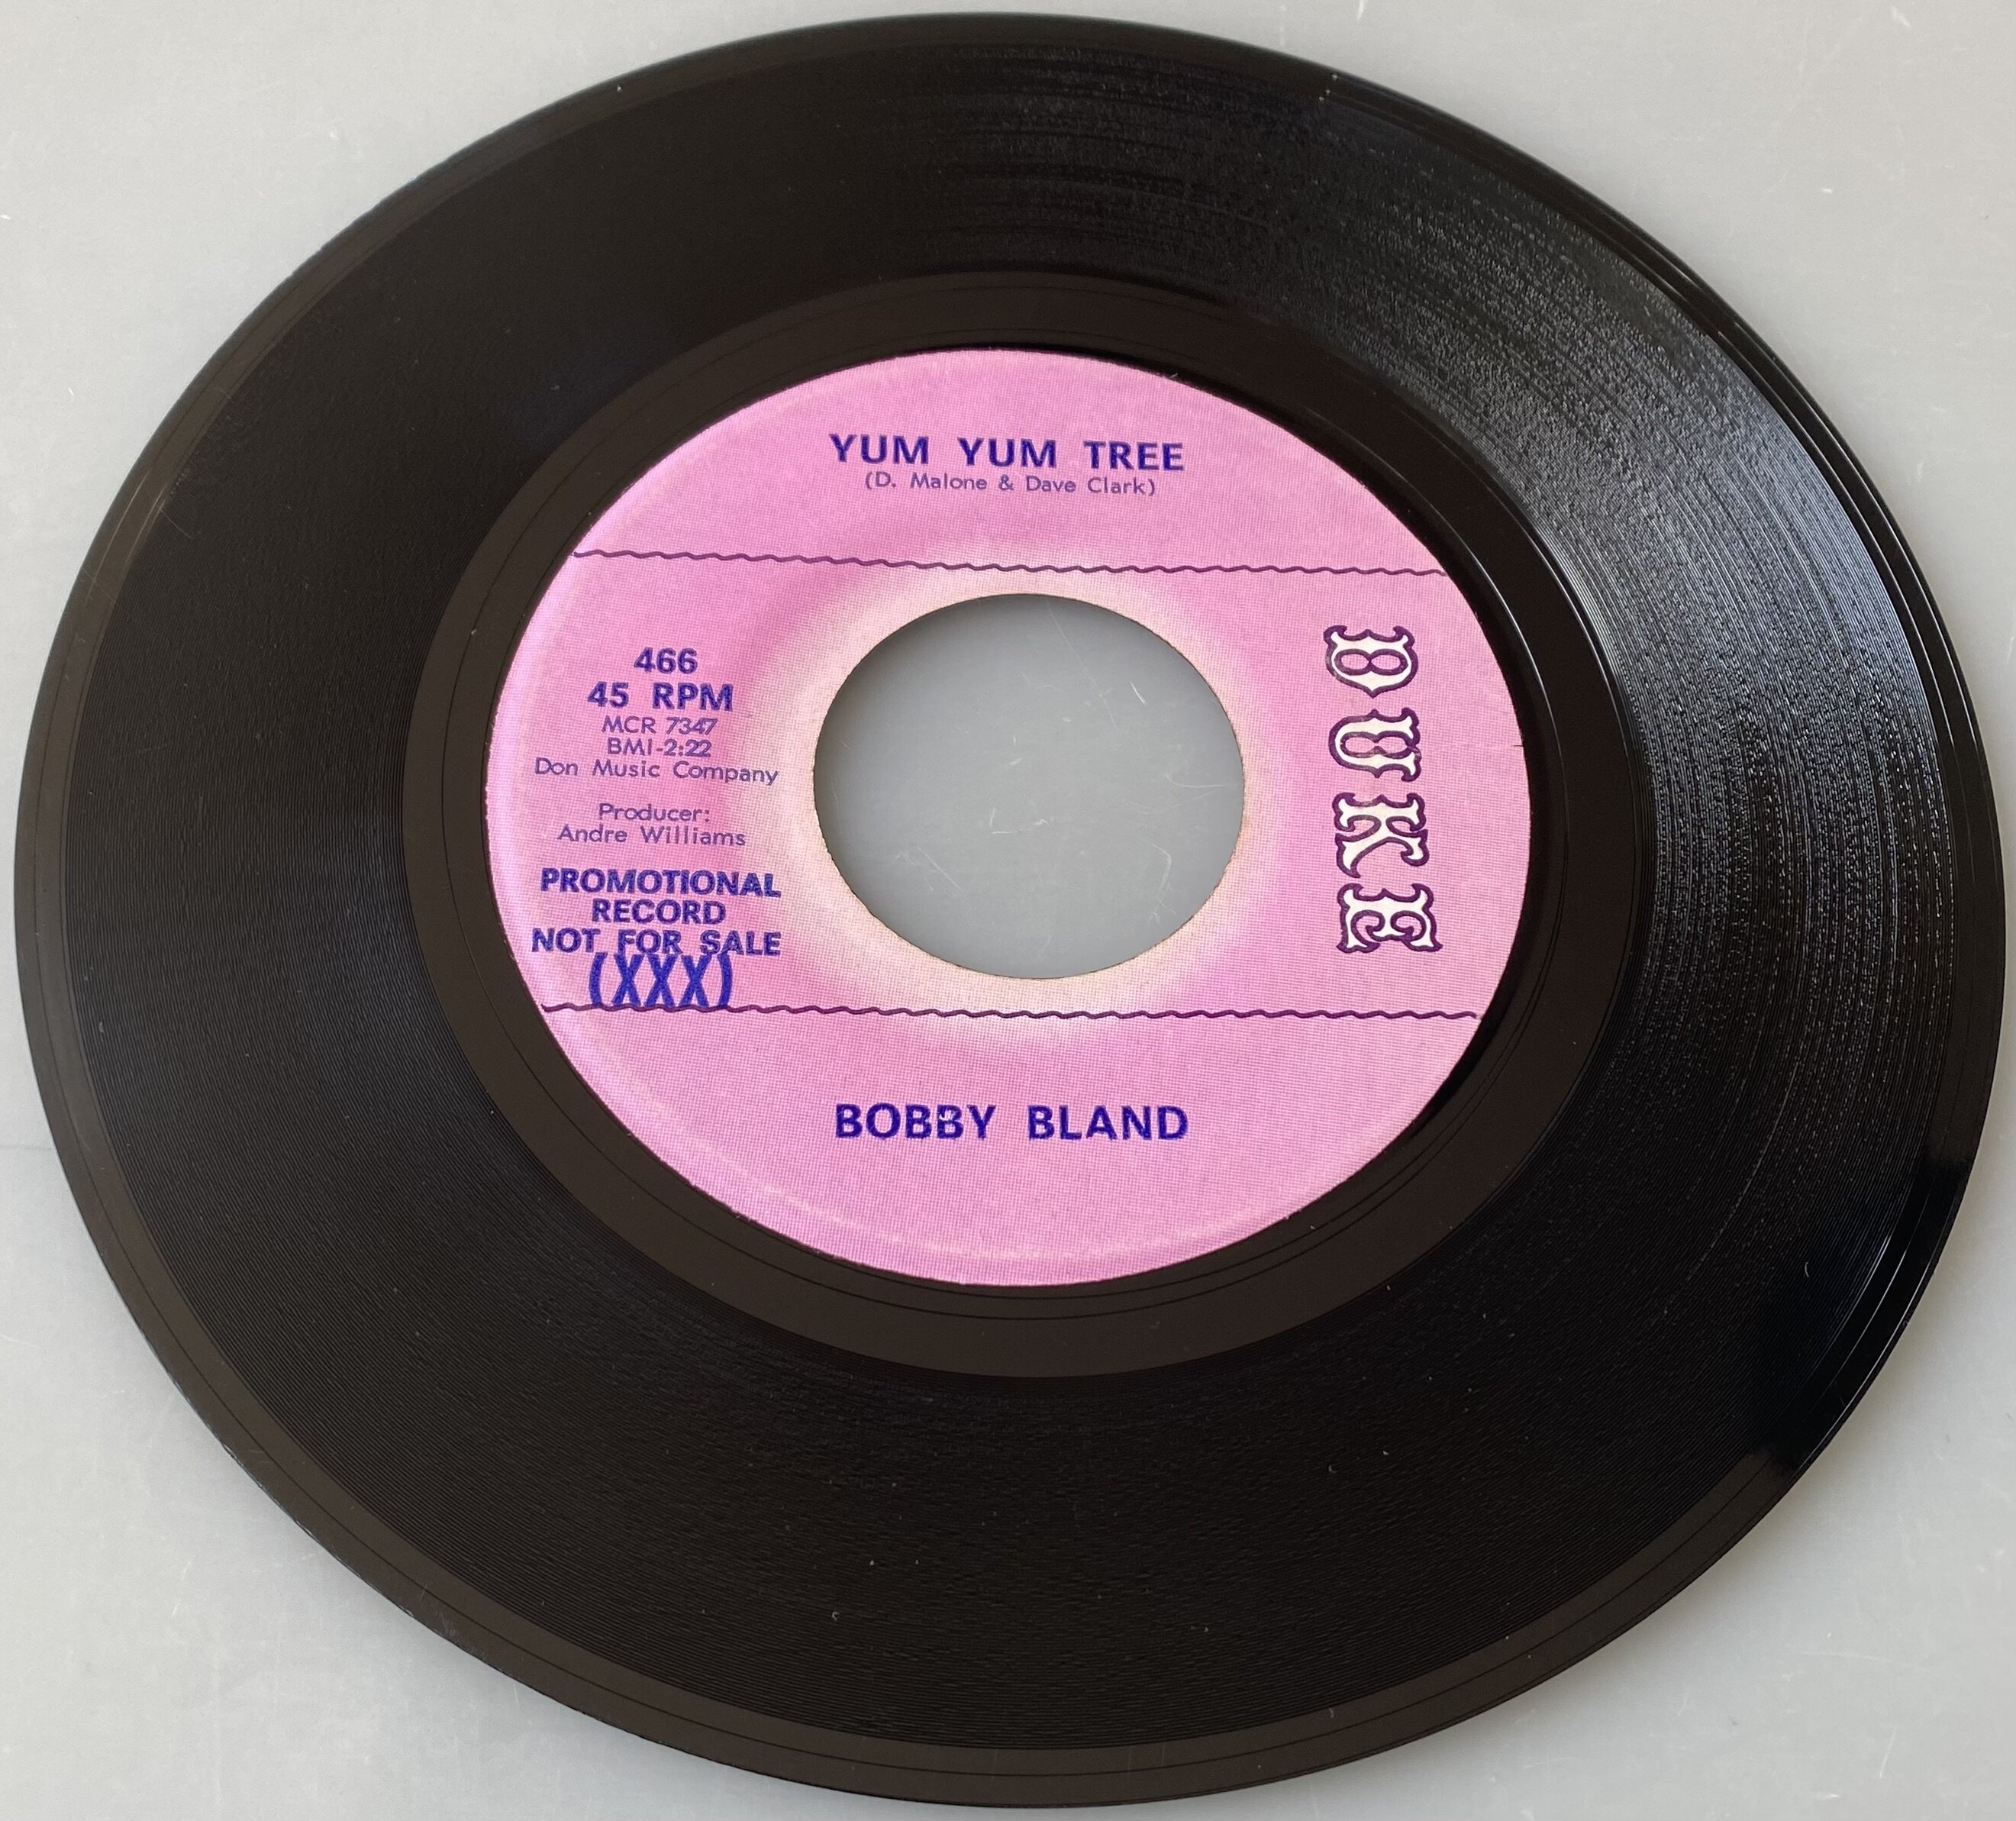 YUM YUM TREE
(D. Malone & Dave Clark)
466
45 RPM
MCR 7347
BMI-2:22
Don Music Company
Producer:
Andre Williams
PROMOTIONAL
RECORD
NOT FOR SALE
(XXX)
DUKE
BOBBY BLAND